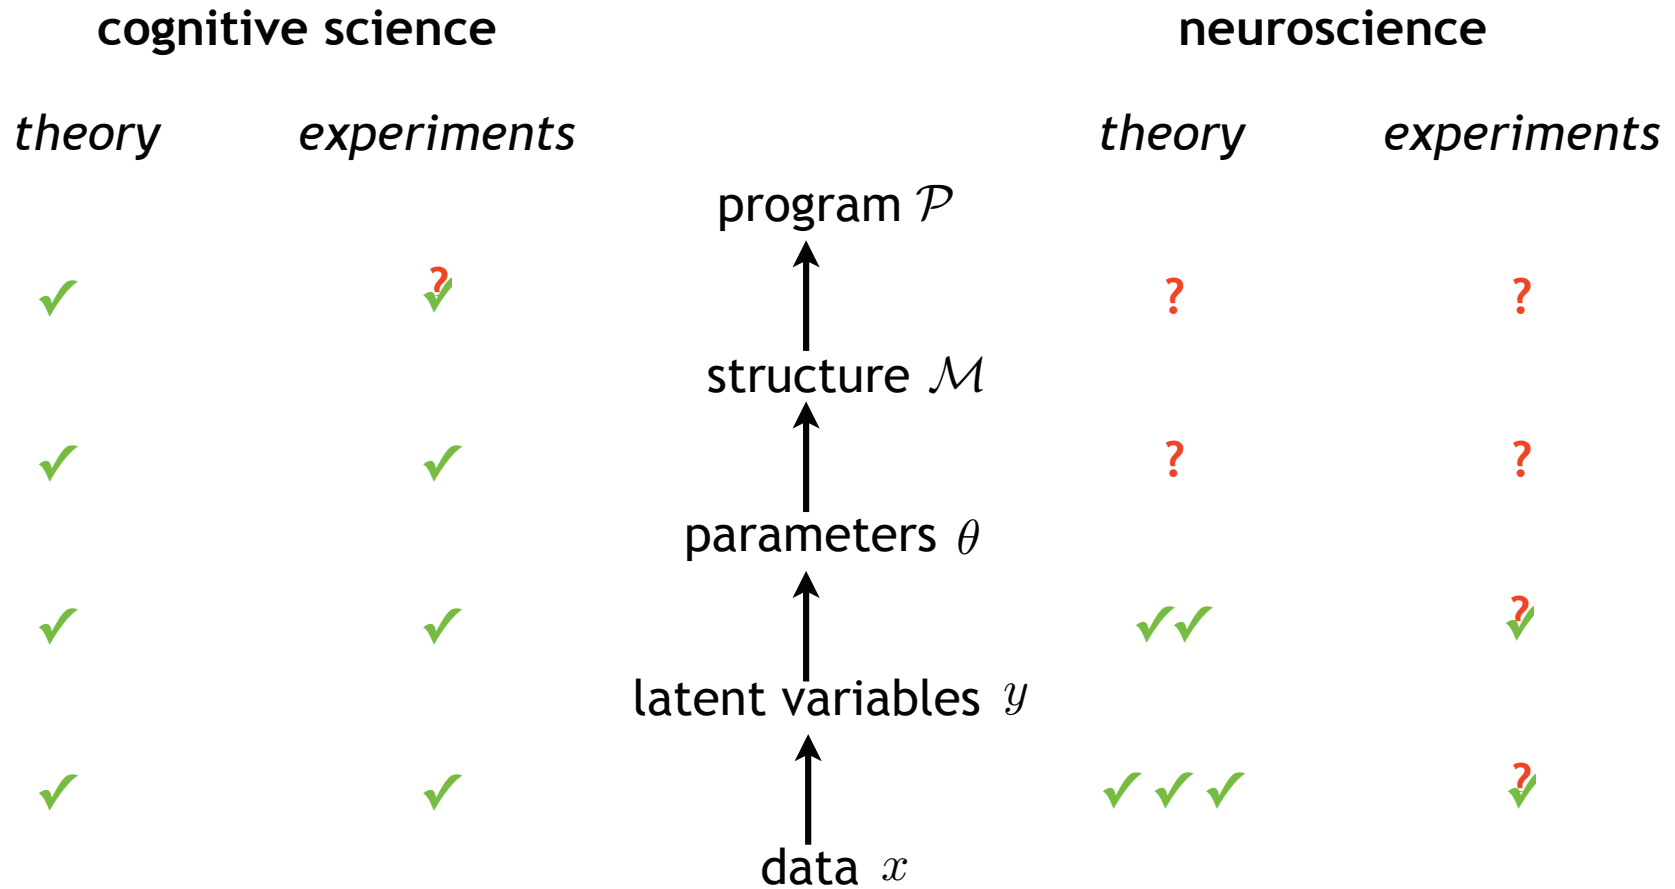 cognitive science neuroscience
theory experiments theory experiments
program 𝒫
✓ ?✓ ? ?
structure ℳ
✓ ✓ ? ?
parameters θ
✓ ✓ ✓✓ ?✓
latent variables y
✓ ✓ ✓✓✓ ?✓
data x